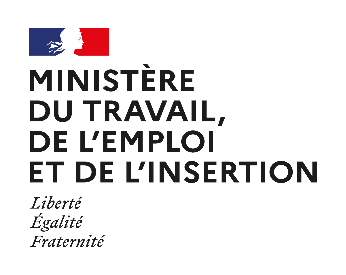 MINISTÈRE
DU TRAVAIL,
DE L'EMPLOI
ET DE L'INSERTION
Liberté
Égalité
Fraternité